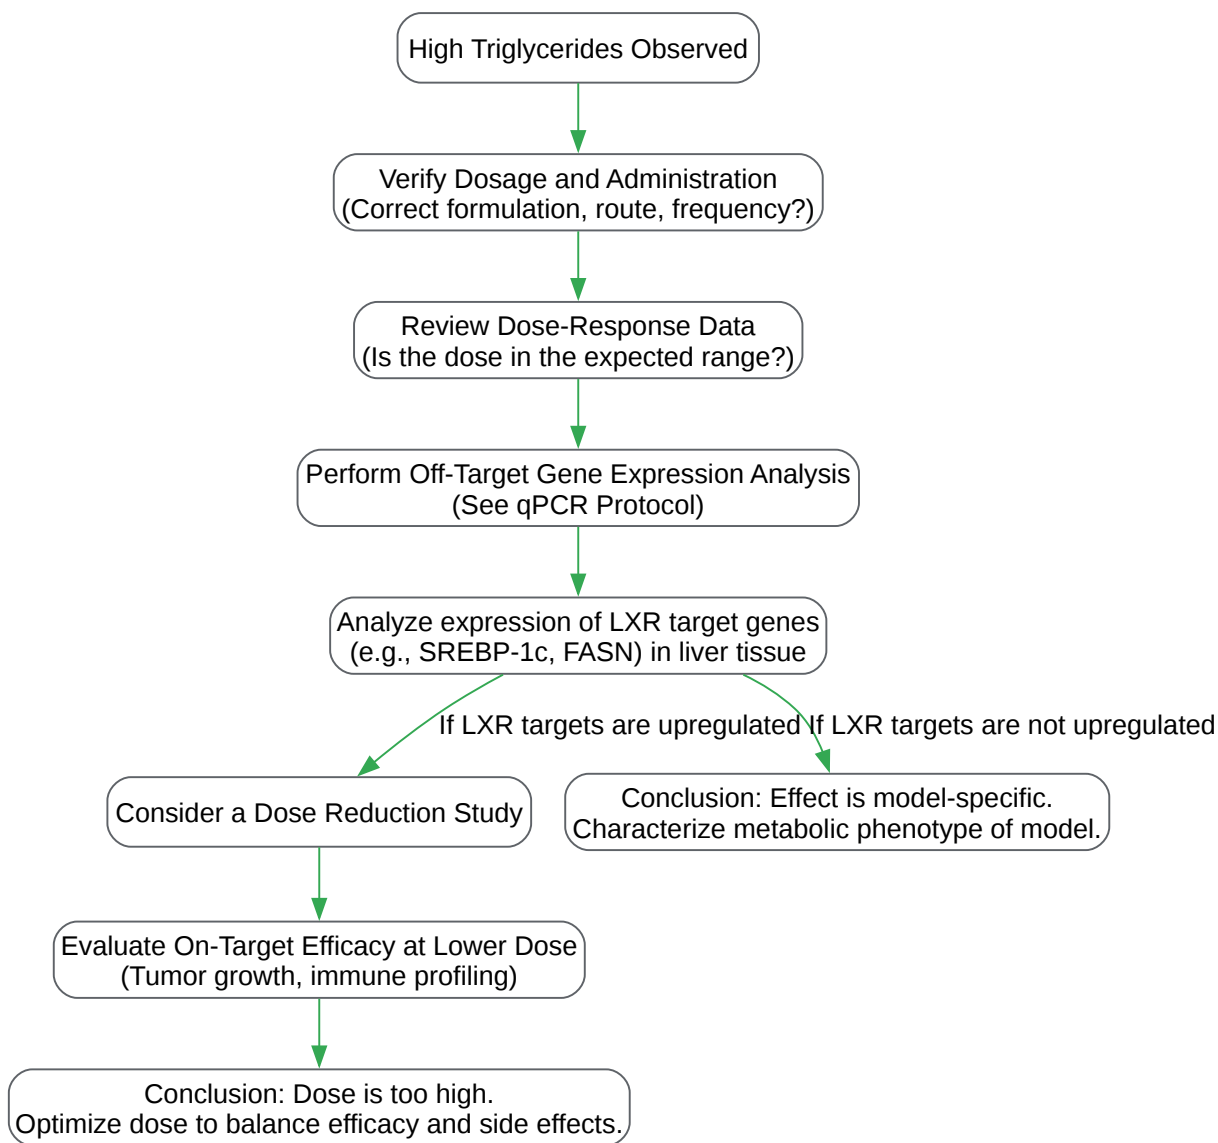 High Triglycerides Observed
Verify Dosage and Administration
(Correct formulation, route, frequency?)
Review Dose-Response Data
(Is the dose in the expected range?)
Perform Off-Target Gene Expression Analysis
(See qPCR Protocol)
Analyze expression of LXR target genes
(e.g., SREBP-1c, FASN) in liver tissue
If LXR targets are upregulated
If LXR targets are not upregulated
Consider a Dose Reduction Study
Conclusion: Effect is model-specific.
Characterize metabolic phenotype of model.
Evaluate On-Target Efficacy at Lower Dose
(Tumor growth, immune profiling)
Conclusion: Dose is too high.
Optimize dose to balance efficacy and side effects.